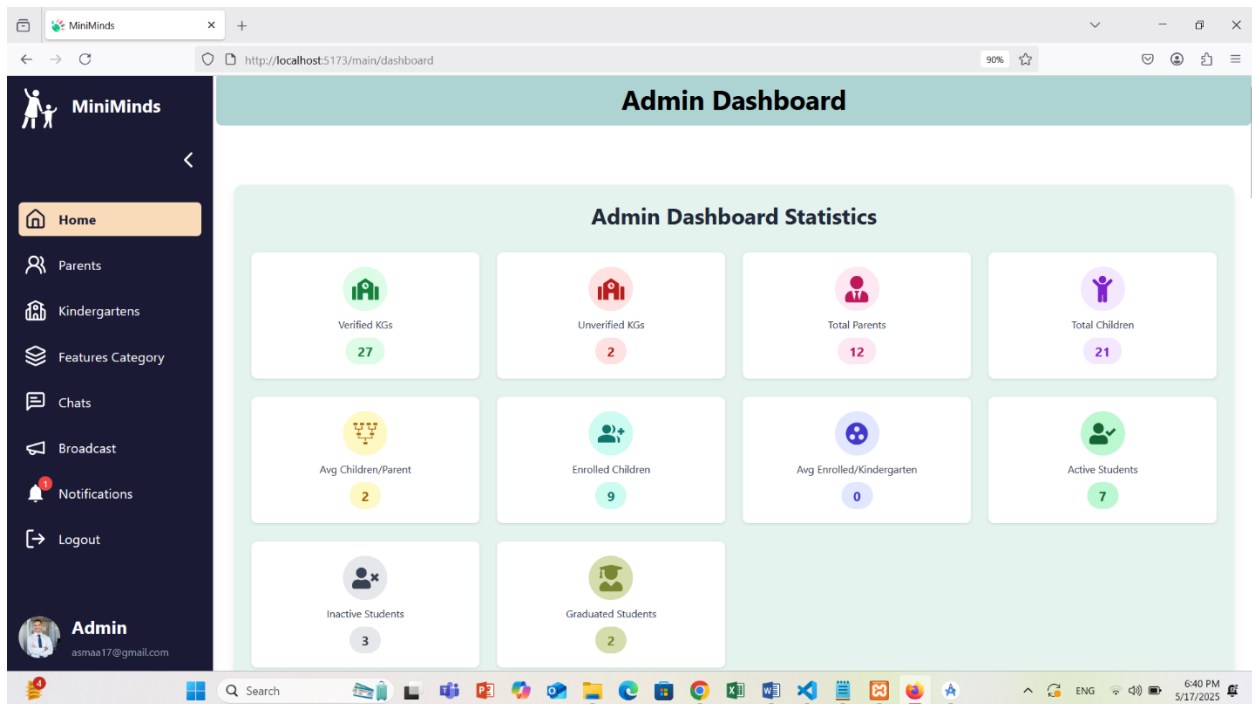 MiniMinds
http://localhost:5173/main/dashboard
90%
MiniMinds
Admin Dashboard
Home
Parents
Kindergartens
Features Category
Chats
Broadcast
1
Notifications
Logout
Admin
asmaa17@gmail.com
Admin Dashboard Statistics
Verified KGs
27
Unverified KGs
2
Total Parents
12
Total Children
21
Avg Children/Parent
2
Enrolled Children
9
Avg Enrolled/Kindergarten
0
Active Students
7
Inactive Students
3
Graduated Students
2
4
Search
ENG
6:40 PM
5/17/2025